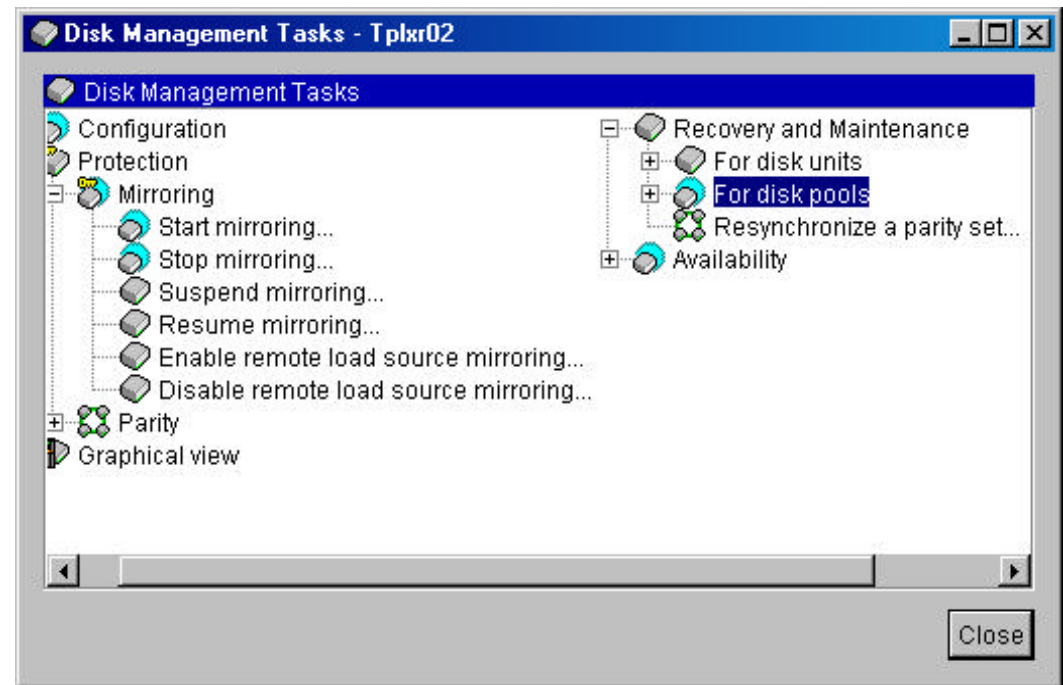 Disk Management Tasks - Tplxr02
Disk Management Tasks
Configuration
Protection
Mirroring
Start mirroring...
Stop mirroring...
Suspend mirroring...
Resume mirroring...
Enable remote load source mirroring...
Disable remote load source mirroring...
Parity
Graphical view
Recovery and Maintenance
For disk units
For disk pools
Resynchronize a parity set...
Availability
Close